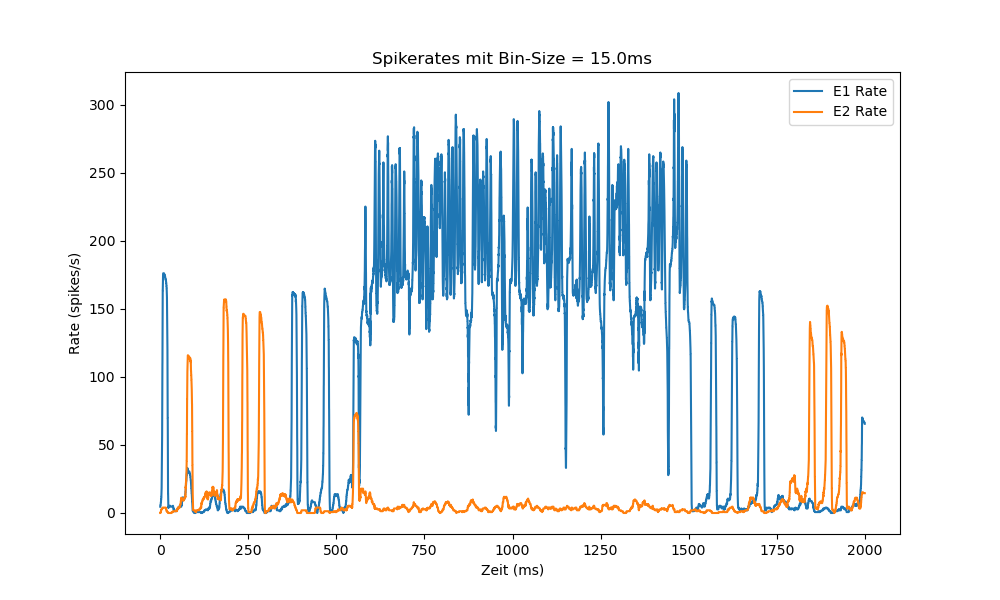 Spikerates mit Bin-Size = 15.0ms
E1 Rate
E2 Rate
Rate (spikes/s)
300
250
200
150
100
50
0
0 250 500 750 1000 1250 1500 1750 2000
Zeit (ms)